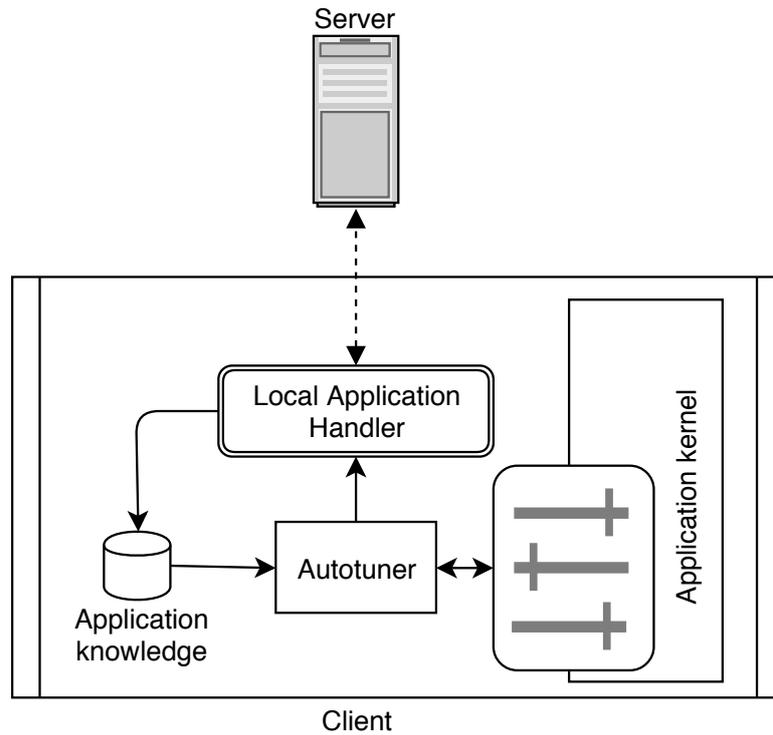 Server
Local Application
Handler
Application kernel
Autotuner
Application
knowledge
Client